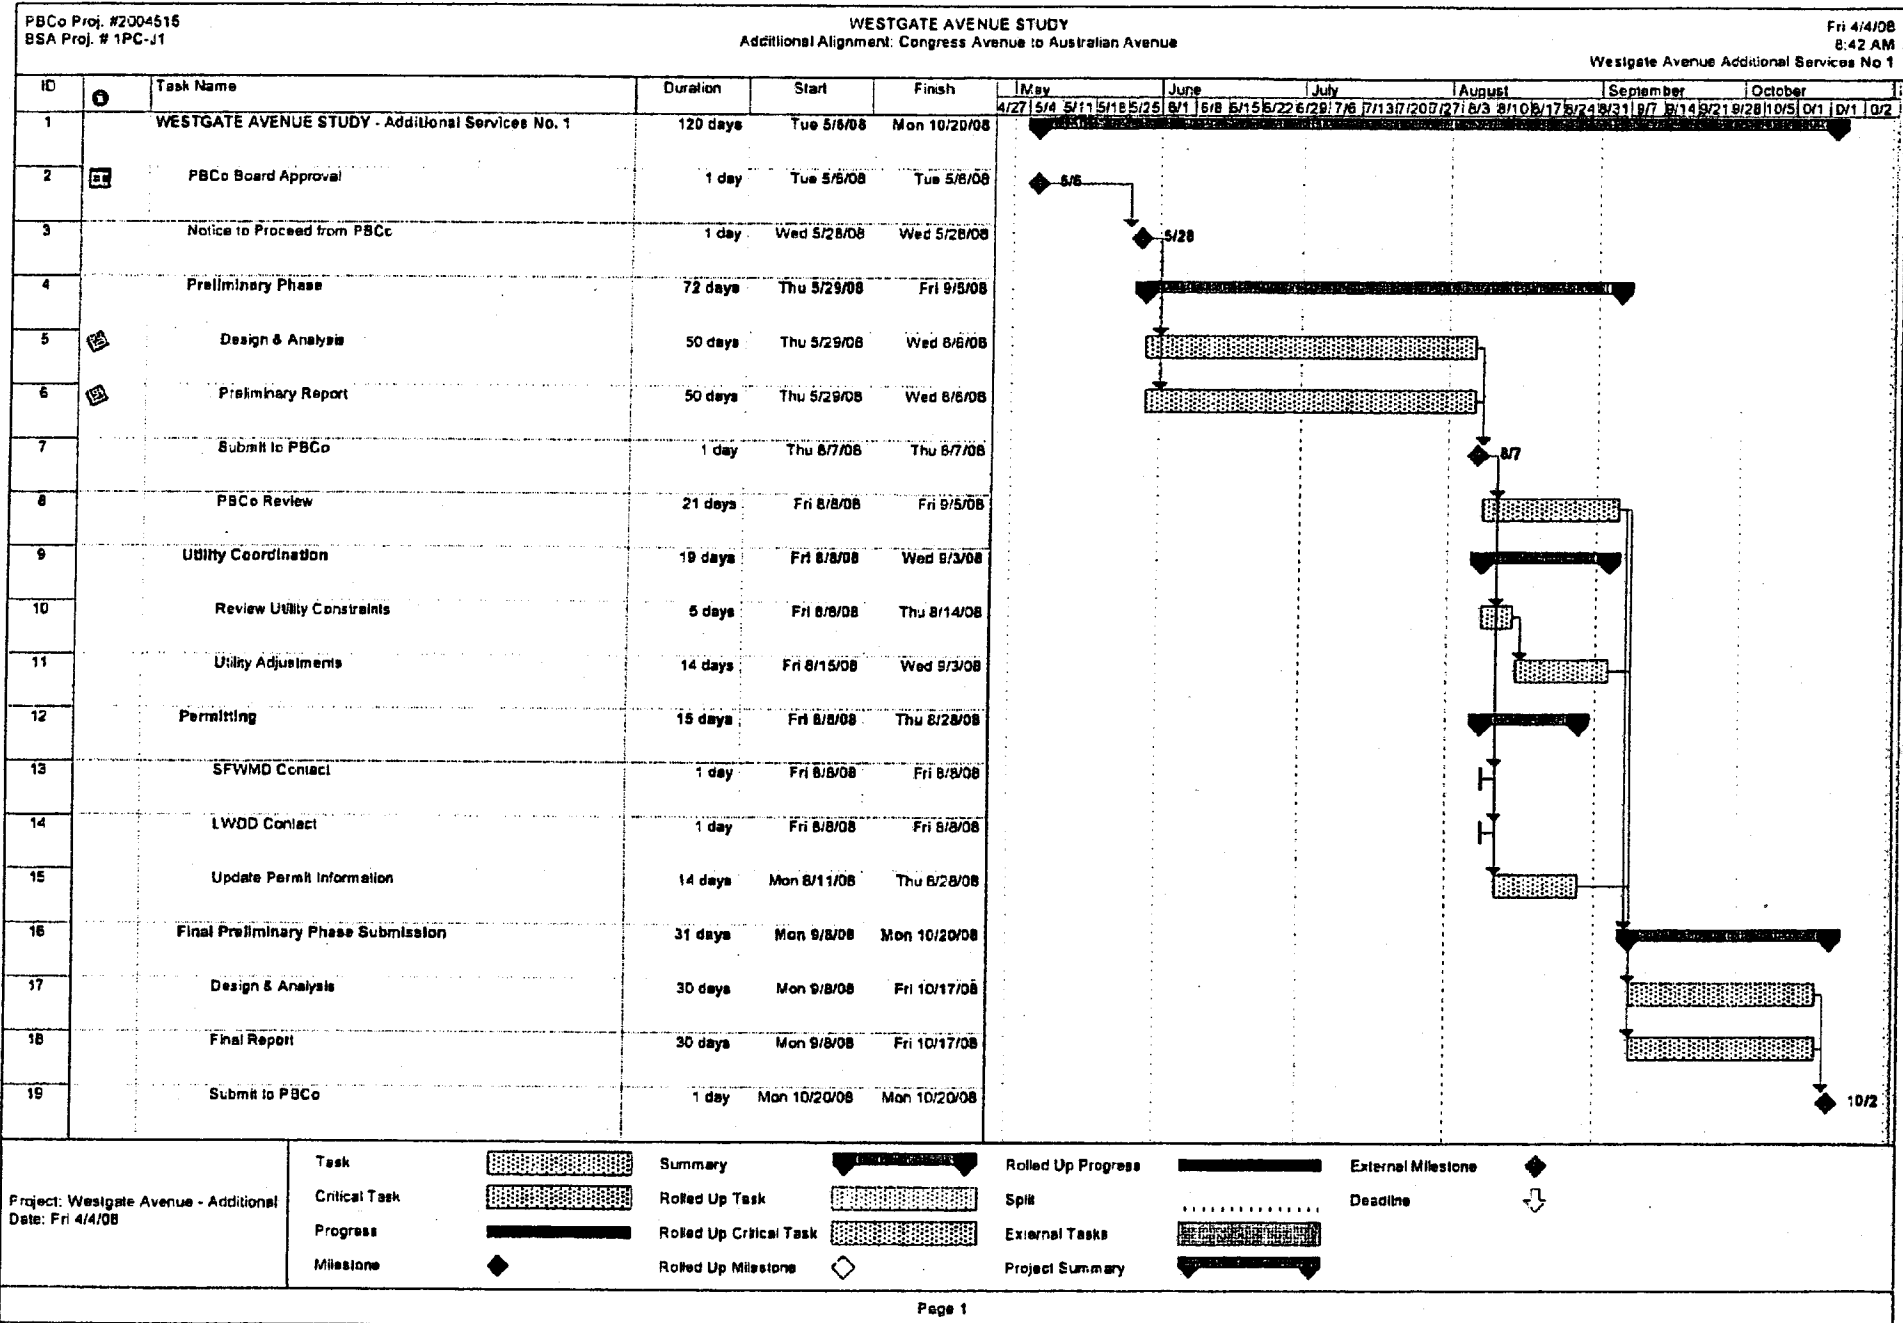 PBCo Proj. #2004515
BSA Proj. # 1PC-J1
WESTGATE AVENUE STUDY
Additional Alignment: Congress Avenue to Australian Avenue
Fri 4/4/08
8:42 AM
Westgate Avenue Additional Services No 1
ID Task Name Duration Start Finish May June July August September October
4/27 5/4 5/11 5/18 5/25 6/1 6/8 6/15 6/22 6/29 7/6 7/13 7/20 7/27 8/3 8/10 8/17 8/24 8/31 9/7 9/14 9/21 9/28 10/5 0/1 0/1 0/2
1 WESTGATE AVENUE STUDY - Additional Services No. 1 120 days Tue 5/6/08 Mon 10/20/08
2 PBCo Board Approval 1 day Tue 5/6/08 Tue 5/6/08 5/6
3 Notice to Proceed from PBCo 1 day Wed 5/28/08 Wed 5/28/08 5/28
4 Preliminary Phase 72 days Thu 5/29/08 Fri 9/5/08
5 Design & Analysis 50 days Thu 5/29/08 Wed 8/6/08
6 Preliminary Report 50 days Thu 5/29/08 Wed 8/6/08
7 Submit to PBCo 1 day Thu 8/7/08 Thu 8/7/08 8/7
8 PBCo Review 21 days Fri 8/8/08 Fri 9/5/08
9 Utility Coordination 19 days Fri 8/8/08 Wed 9/3/08
10 Review Utility Constraints 5 days Fri 8/8/08 Thu 8/14/08
11 Utility Adjustments 14 days Fri 8/15/08 Wed 9/3/08
12 Permitting 15 days Fri 8/8/08 Thu 8/28/08
13 SFWMD Contact 1 day Fri 8/8/08 Fri 8/8/08
14 LWDD Contact 1 day Fri 8/8/08 Fri 8/8/08
15 Update Permit Information 14 days Mon 8/11/08 Thu 8/28/08
16 Final Preliminary Phase Submission 31 days Mon 9/8/08 Mon 10/20/08
17 Design & Analysis 30 days Mon 9/8/08 Fri 10/17/08
18 Final Report 30 days Mon 9/8/08 Fri 10/17/08
19 Submit to PBCo 1 day Mon 10/20/08 Mon 10/20/08 10/2
Project: Westgate Avenue - Additional
Date: Fri 4/4/08
Task Summary Rolled Up Progress External Milestone
Critical Task Rolled Up Task Split Deadline
Progress Rolled Up Critical Task External Tasks
Milestone Rolled Up Milestone Project Summary
Page 1